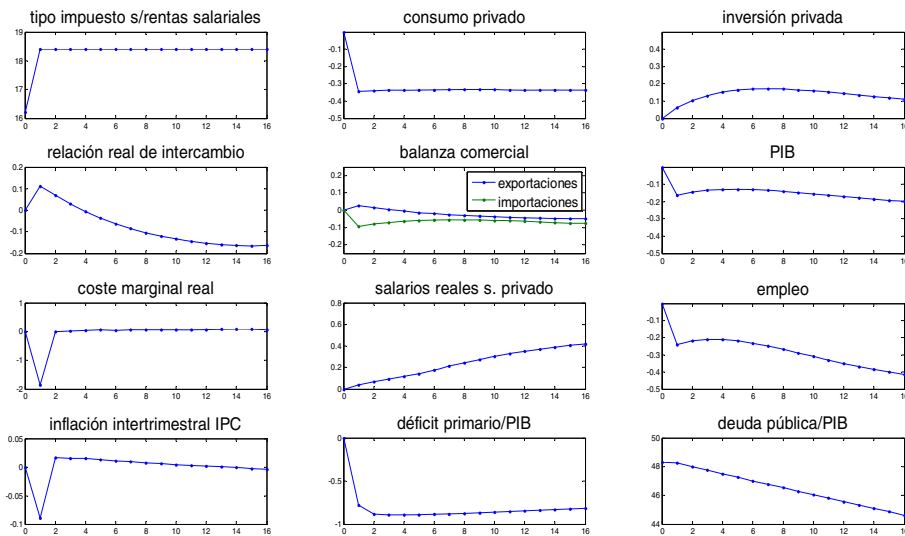 tipo impuesto s/rentas salariales
19
18
17
16
0 2 4 6 8 10 12 14 16
consumo privado
-0.1
-0.2
-0.3
-0.4
-0.5
0 2 4 6 8 10 12 14 16
inversión privada
0.4
0.3
0.2
0.1
0
0 2 4 6 8 10 12 14 16
relación real de intercambio
0.2
0.1
0
-0.1
-0.2
0 2 4 6 8 10 12 14 16
balanza comercial
0.2
0.1
0
-0.1
-0.2
exportaciones
importaciones
0 2 4 6 8 10 12 14 16
PIB
-0.1
-0.2
-0.3
-0.4
-0.5
0 2 4 6 8 10 12 14 16
coste marginal real
1
0
-1
-2
0 2 4 6 8 10 12 14 16
salarios reales s. privado
0.8
0.6
0.4
0.2
0
0 2 4 6 8 10 12 14 16
empleo
-0.1
-0.2
-0.3
-0.4
-0.5
0 2 4 6 8 10 12 14 16
inflación intertrimestral IPC
0.05
0
-0.05
-0.1
0 2 4 6 8 10 12 14 16
déficit primario/PIB
0
-1
0 2 4 6 8 10 12 14 16
deuda pública/PIB
50
48
46
44
0 2 4 6 8 10 12 14 16